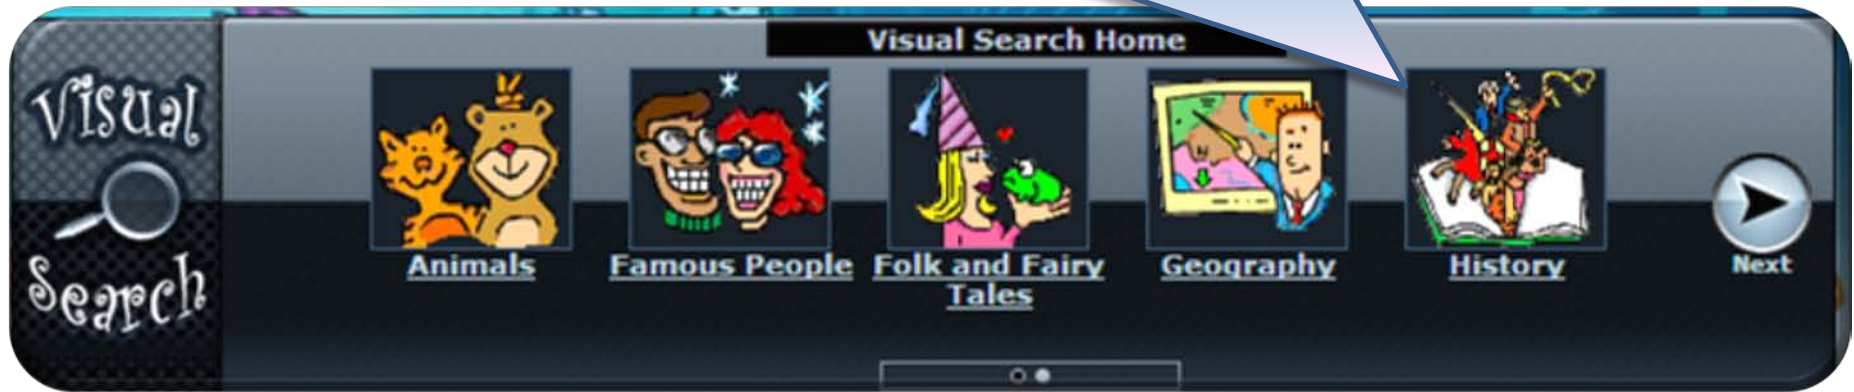 Visual
Search
Visual Search Home
Animals
Famous People
Folk and Fairy
Tales
Geography
History
Next